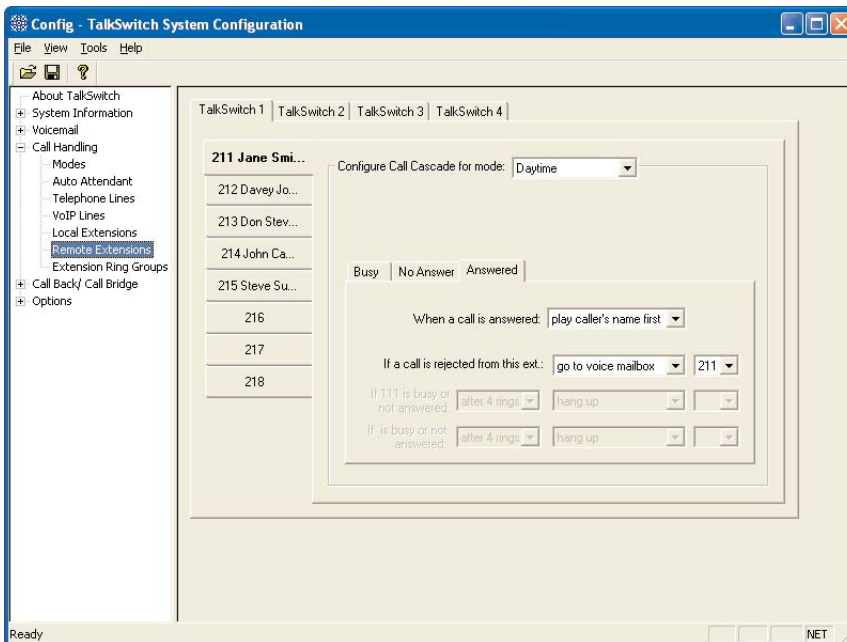 Config - TalkSwitch System Configuration
File View Tools Help
About TalkSwitch
System Information
Voicemail
Call Handling
Modes
Auto Attendant
Telephone Lines
VoIP Lines
Local Extensions
Remote Extensions
Extension Ring Groups
Call Back/ Call Bridge
Options
TalkSwitch 1 TalkSwitch 2 TalkSwitch 3 TalkSwitch 4
211 Jane Smi...
212 Davey Jo...
213 Don Stev...
214 John Ca...
215 Steve Su...
216
217
218
Configure Call Cascade for mode: Daytime
Busy No Answer Answered
When a call is answered: play caller's name first
If a call is rejected from this ext.: go to voice mailbox 211
If 111 is busy or
not answered: after 4 rings hang up
If is busy or not
answered: after 4 rings hang up
Ready NET